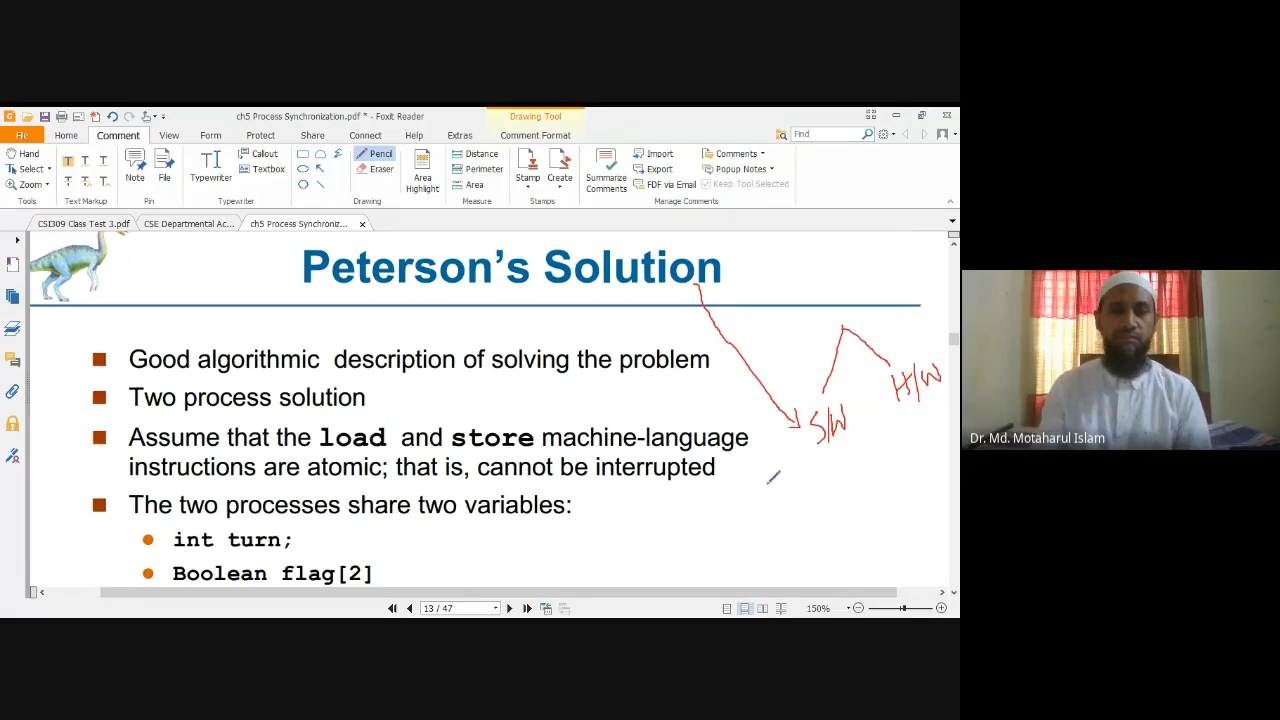 ch5 Process Synchronization.pdf * - Foxit Reader
Drawing Tool
File Home Comment View Form Protect Share Connect Help Extras Comment Format
Find
Hand
Select
Zoom
Tools
T T T
T T T
Text Markup
Note
File
Pin
Typewriter
Callout
Textbox
Typewriter
Pencil
Eraser
Drawing
Area
Highlight
Distance
Perimeter
Area
Measure
Stamp
Create
Stamps
Summarize
Comments
Import
Export
FDF via Email
Comments
Popup Notes
Keep Tool Selected
Manage Comments
CSI309 Class Test 3.pdf
CSE Departmental Ac...
ch5 Process Synchroniz...
Peterson's Solution
Good algorithmic description of solving the problem
Two process solution
Assume that the load and store machine-language
instructions are atomic; that is, cannot be interrupted
The two processes share two variables:
int turn;
Boolean flag[2]
S/W
H/W
13 / 47
150%
Dr. Md. Motaharul Islam